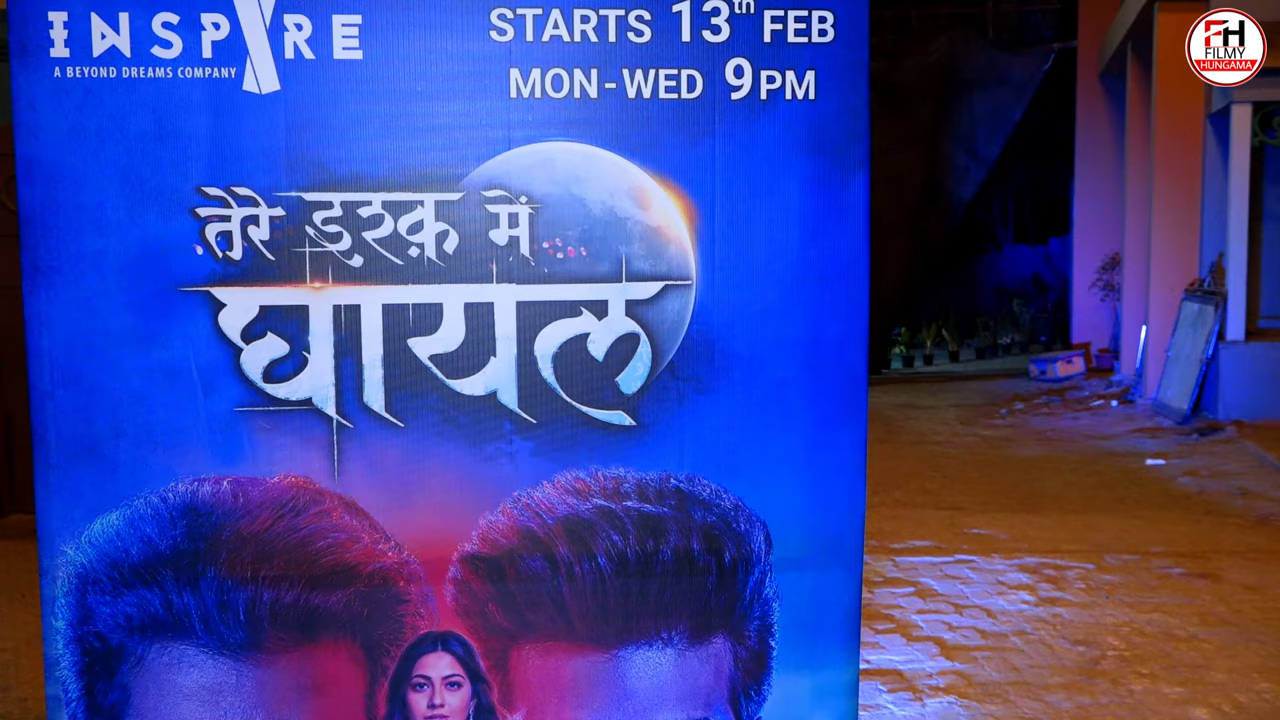 INSPIRE
A BEYOND DREAMS COMPANY
STARTS 13th FEB
MON-WED 9PM
तेरे इश्क़ में
घायल
FH
FILMY
HUNGAMA